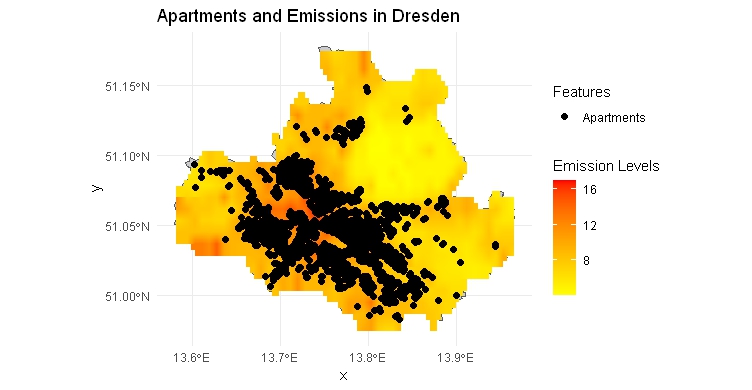 Apartments and Emissions in Dresden
51.15°N
51.10°N
51.05°N
51.00°N
y
13.6°E
13.7°E
13.8°E
13.9°E
x
Features
Apartments
Emission Levels
16
12
8